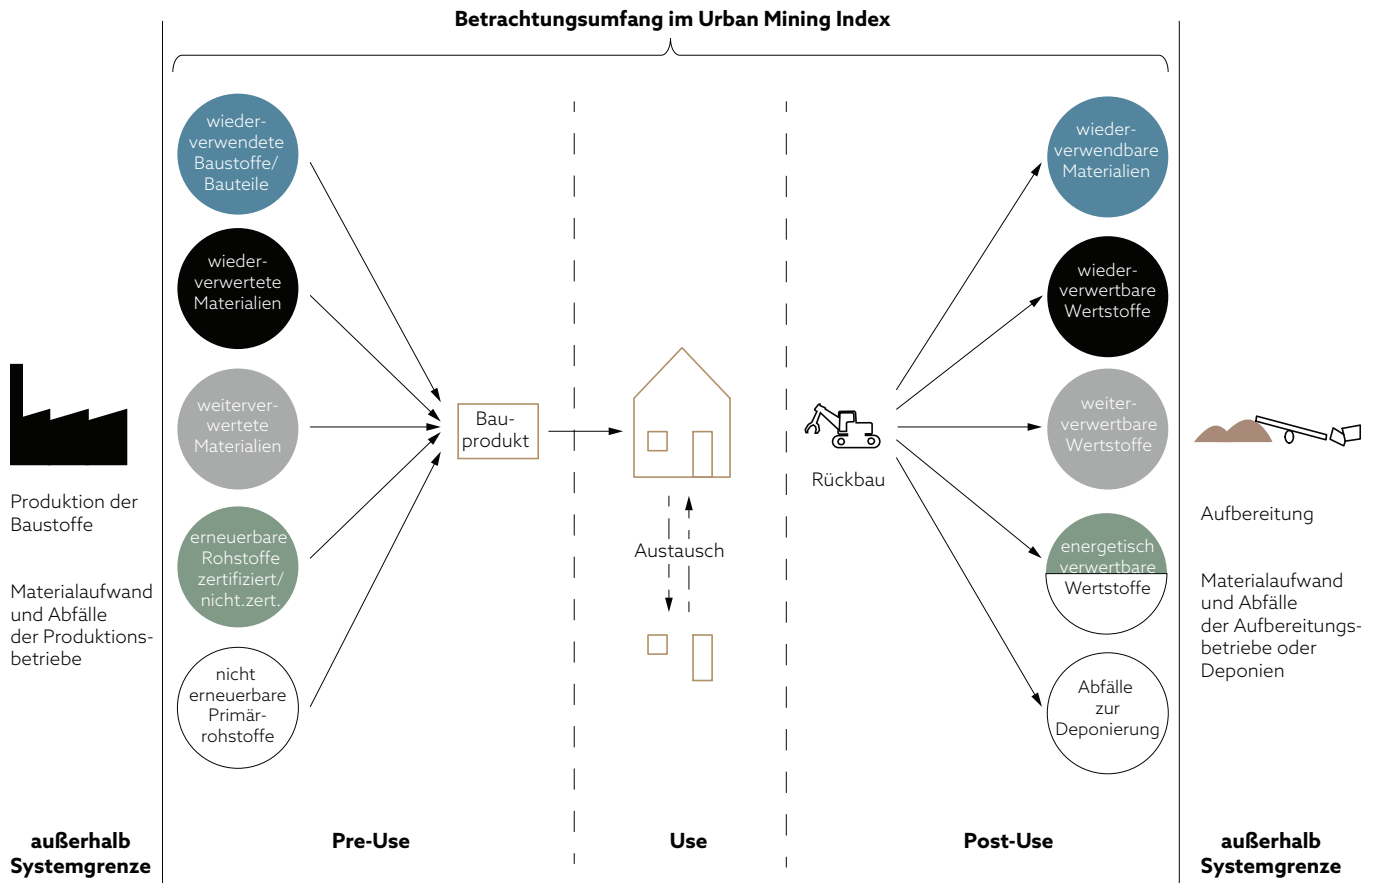 Betrachtungsumfang im Urban Mining Index
wieder-
verwendete
Baustoffe/
Bauteile
wieder-
verwertete
Materialien
weiterver-
wertete
Materialien
erneuerbare
Rohstoffe
zertifiziert/
nicht.zert.
nicht
erneuerbare
Primär-
rohstoffe
Produktion der
Baustoffe
Materialaufwand
und Abfälle
der Produktions-
betriebe
Bau-
produkt
Austausch
Rückbau
wieder-
verwendbare
Materialien
wieder-
verwertbare
Wertstoffe
weiter-
verwertbare
Wertstoffe
energetisch
verwertbare
Wertstoffe
Abfälle
zur
Deponierung
Aufbereitung
Materialaufwand
und Abfälle
der Aufbereitungs-
betriebe oder
Deponien
außerhalb
Systemgrenze
Pre-Use
Use
Post-Use
außerhalb
Systemgrenze